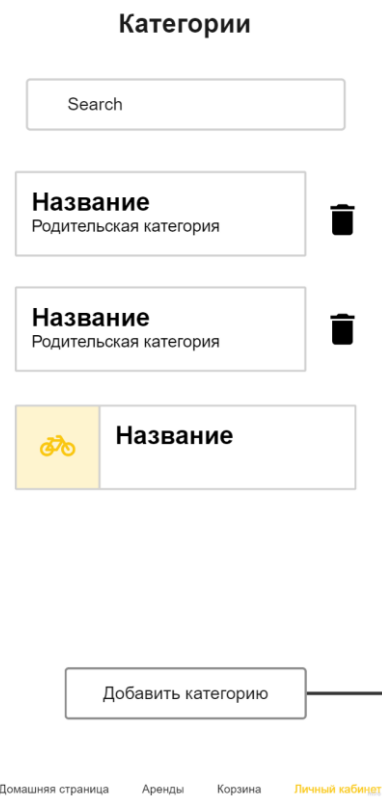 Категории
Search
Название
Родительская категория
Название
Родительская категория
Название
Добавить категорию
Домашняя страница Аренды Корзина Личный кабинет